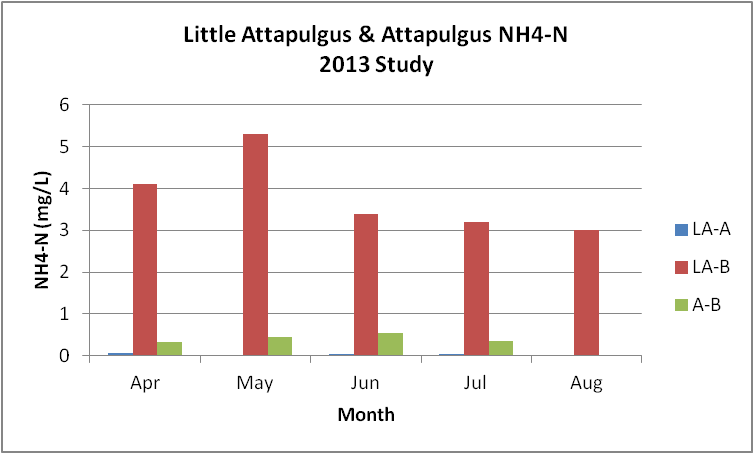 Little Attapulgus & Attapulgus NH4-N
2013 Study
6
5
4
3
2
1
0
NH4-N (mg/L)
Apr May Jun Jul Aug
Month
LA-A
LA-B
A-B